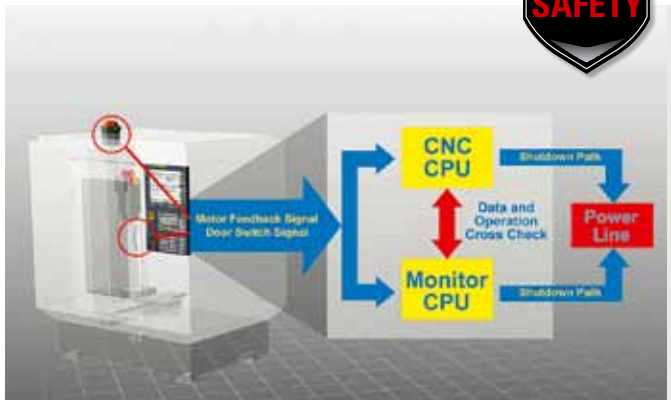 SAFETY
CNC
CPU
Shutdown Path
Motor Feedback Signal
Door Switch Signal
Data and
Operation
Cross Check
Power
Line
Monitor
CPU
Shutdown Path